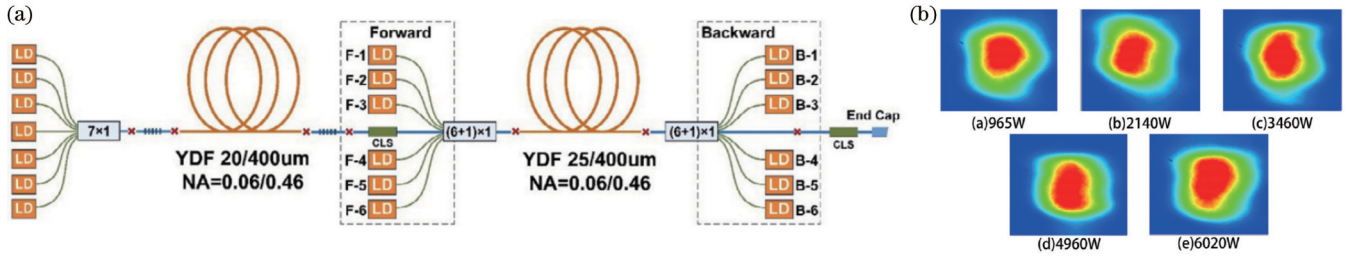 (a)
Forward
Backward
LD
LD
LD
LD
LD
LD
LD
7×1
YDF 20/400um
NA=0.06/0.46
F-1 LD
F-2 LD
F-3 LD
CLS
F-4 LD
F-5 LD
F-6 LD
(6+1)×1
YDF 25/400um
NA=0.06/0.46
(6+1)×1
LD B-1
LD B-2
LD B-3
LD B-4
LD B-5
LD B-6
End Cap
CLS
(b)
(a)965W
(b)2140W
(c)3460W
(d)4960W
(e)6020W